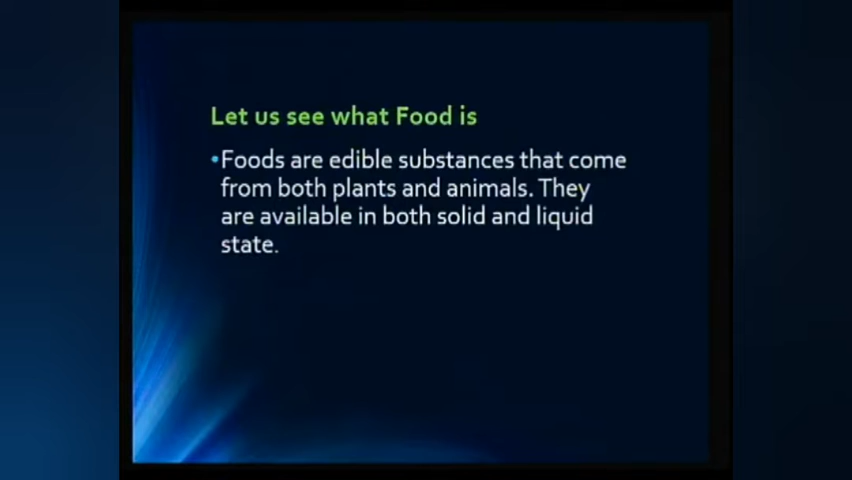 Let us see what Food is
•Foods are edible substances that come
from both plants and animals. They
are available in both solid and liquid
state.